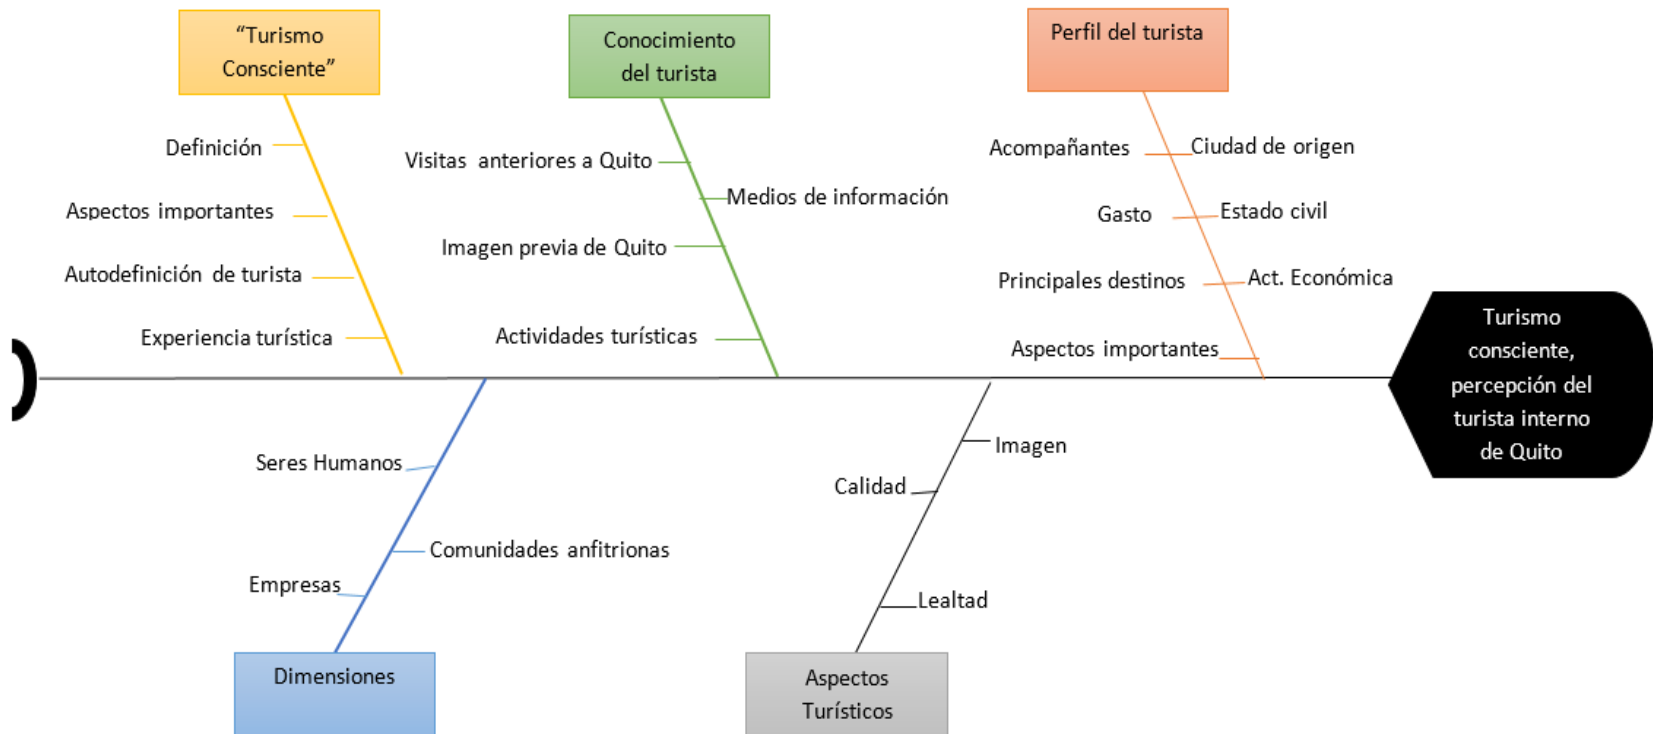 “Turismo
Consciente”
Conocimiento
del turista
Perfil del turista
Definición
Aspectos importantes
Autodefinición de turista
Experiencia turística
Visitas anteriores a Quito
Medios de información
Imagen previa de Quito
Actividades turísticas
Acompañantes
Ciudad de origen
Gasto
Estado civil
Principales destinos
Act. Económica
Aspectos importantes
Turismo
consciente,
percepción del
turista interno
de Quito
Seres Humanos
Comunidades anfitrionas
Empresas
Dimensiones
Imagen
Calidad
Lealtad
Aspectos
Turísticos